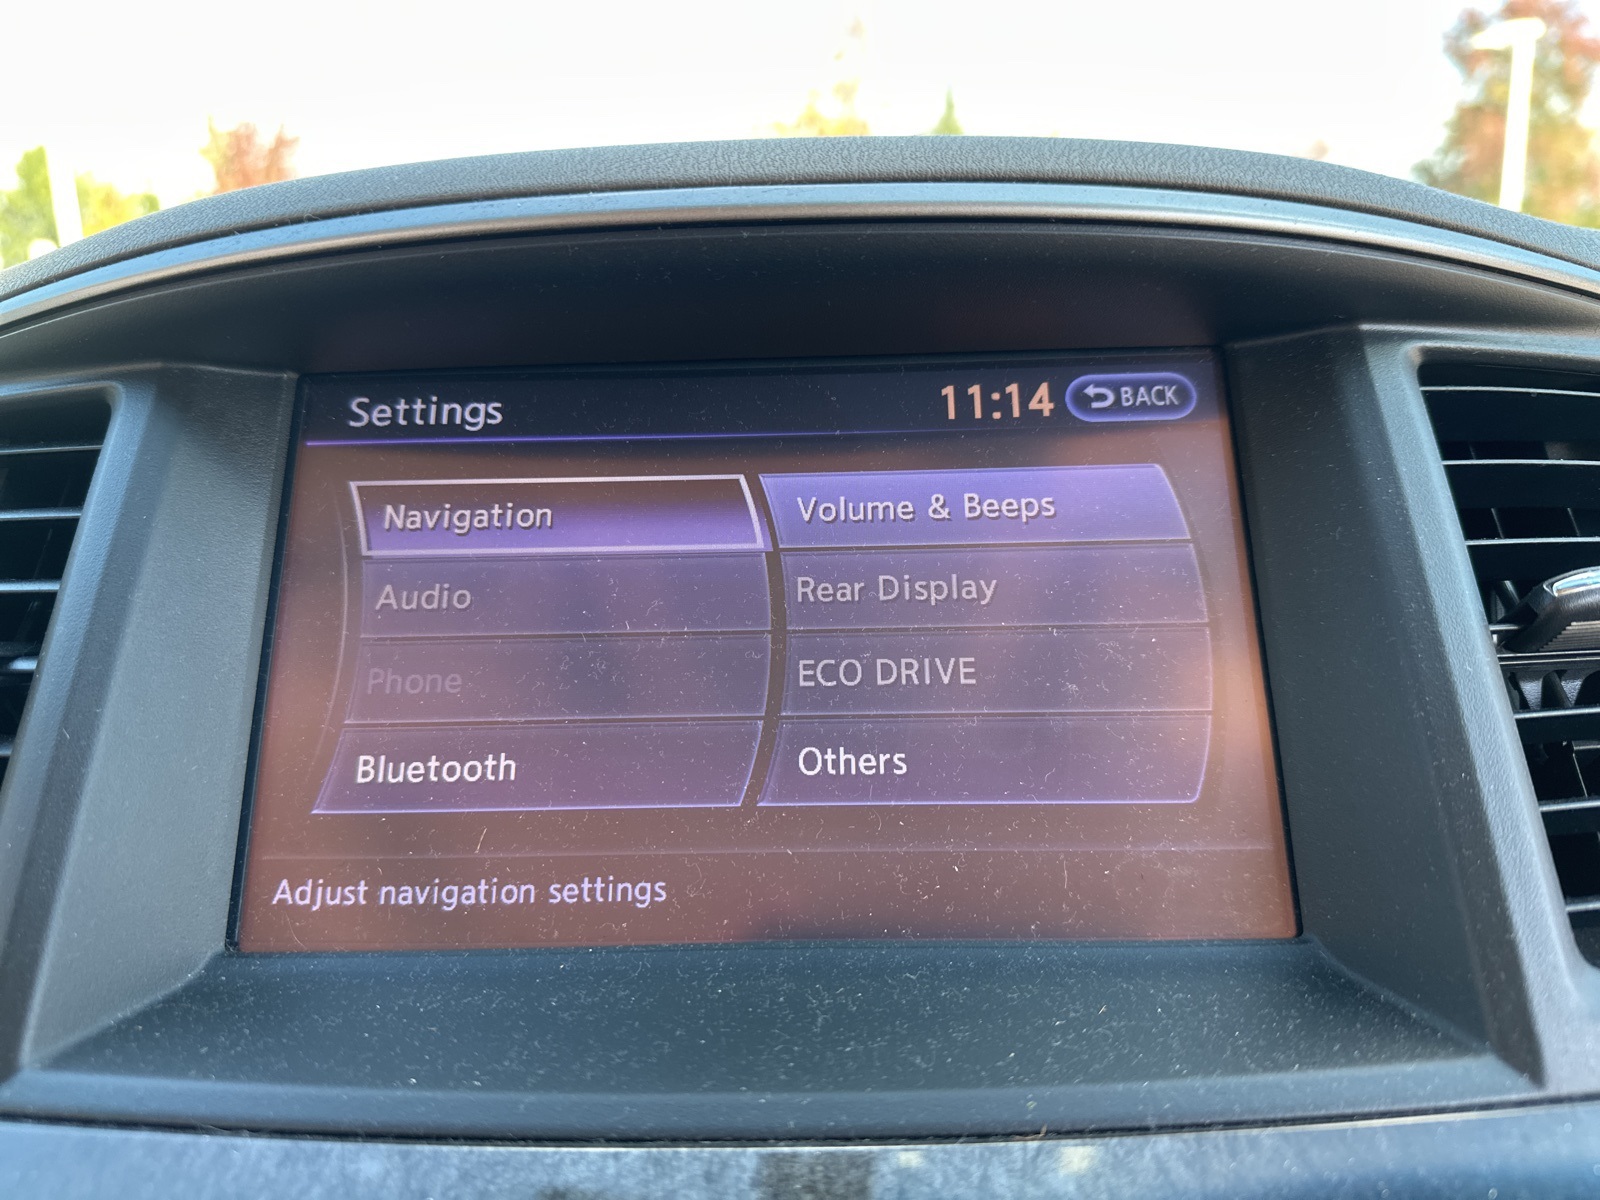 Settings
11:14
BACK
Navigation
Volume & Beeps
Audio
Rear Display
Phone
ECO DRIVE
Bluetooth
Others
Adjust navigation settings